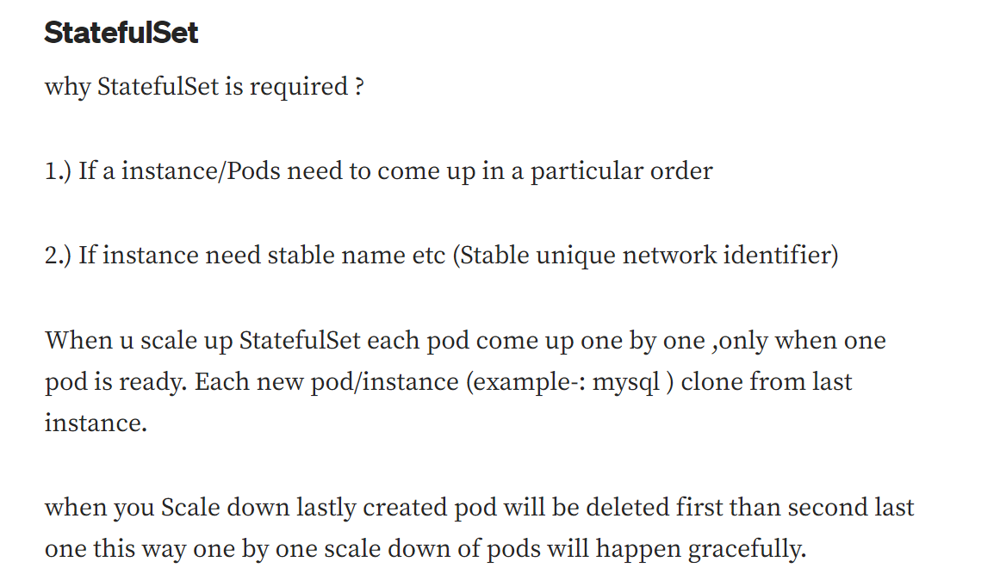 StatefulSet
why StatefulSet is required ?
1.) If a instance/Pods need to come up in a particular order
2.) If instance need stable name etc (Stable unique network identifier)
When u scale up StatefulSet each pod come up one by one ,only when one
pod is ready. Each new pod/instance (example-: mysql ) clone from last
instance.
when you Scale down lastly created pod will be deleted first than second last
one this way one by one scale down of pods will happen gracefully.